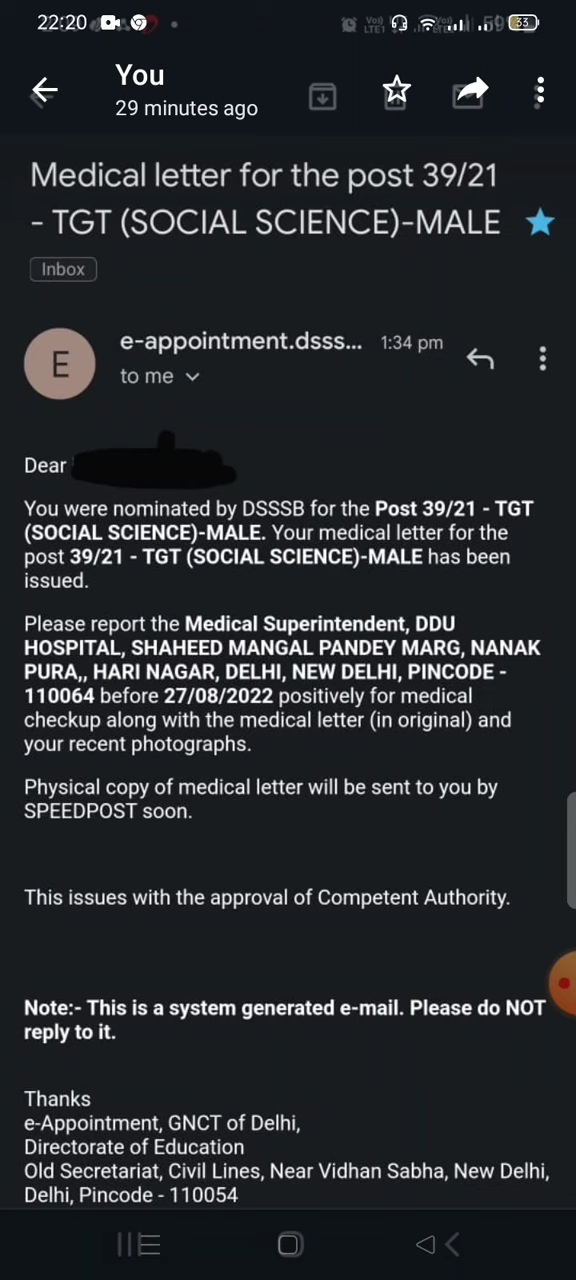 22:20
33
You
29 minutes ago
Medical letter for the post 39/21
- TGT (SOCIAL SCIENCE)-MALE
Inbox
E
e-appointment.dsss... 1:34 pm
to me
Dear
You were nominated by DSSSB for the Post 39/21 - TGT
(SOCIAL SCIENCE)-MALE. Your medical letter for the
post 39/21 - TGT (SOCIAL SCIENCE)-MALE has been
issued.
Please report the Medical Superintendent, DDU
HOSPITAL, SHAHEED MANGAL PANDEY MARG, NANAK
PURA,, HARI NAGAR, DELHI, NEW DELHI, PINCODE -
110064 before 27/08/2022 positively for medical
checkup along with the medical letter (in original) and
your recent photographs.
Physical copy of medical letter will be sent to you by
SPEEDPOST soon.
This issues with the approval of Competent Authority.
Note:- This is a system generated e-mail. Please do NOT
reply to it.
Thanks
e-Appointment, GNCT of Delhi,
Directorate of Education
Old Secretariat, Civil Lines, Near Vidhan Sabha, New Delhi,
Delhi, Pincode - 110054